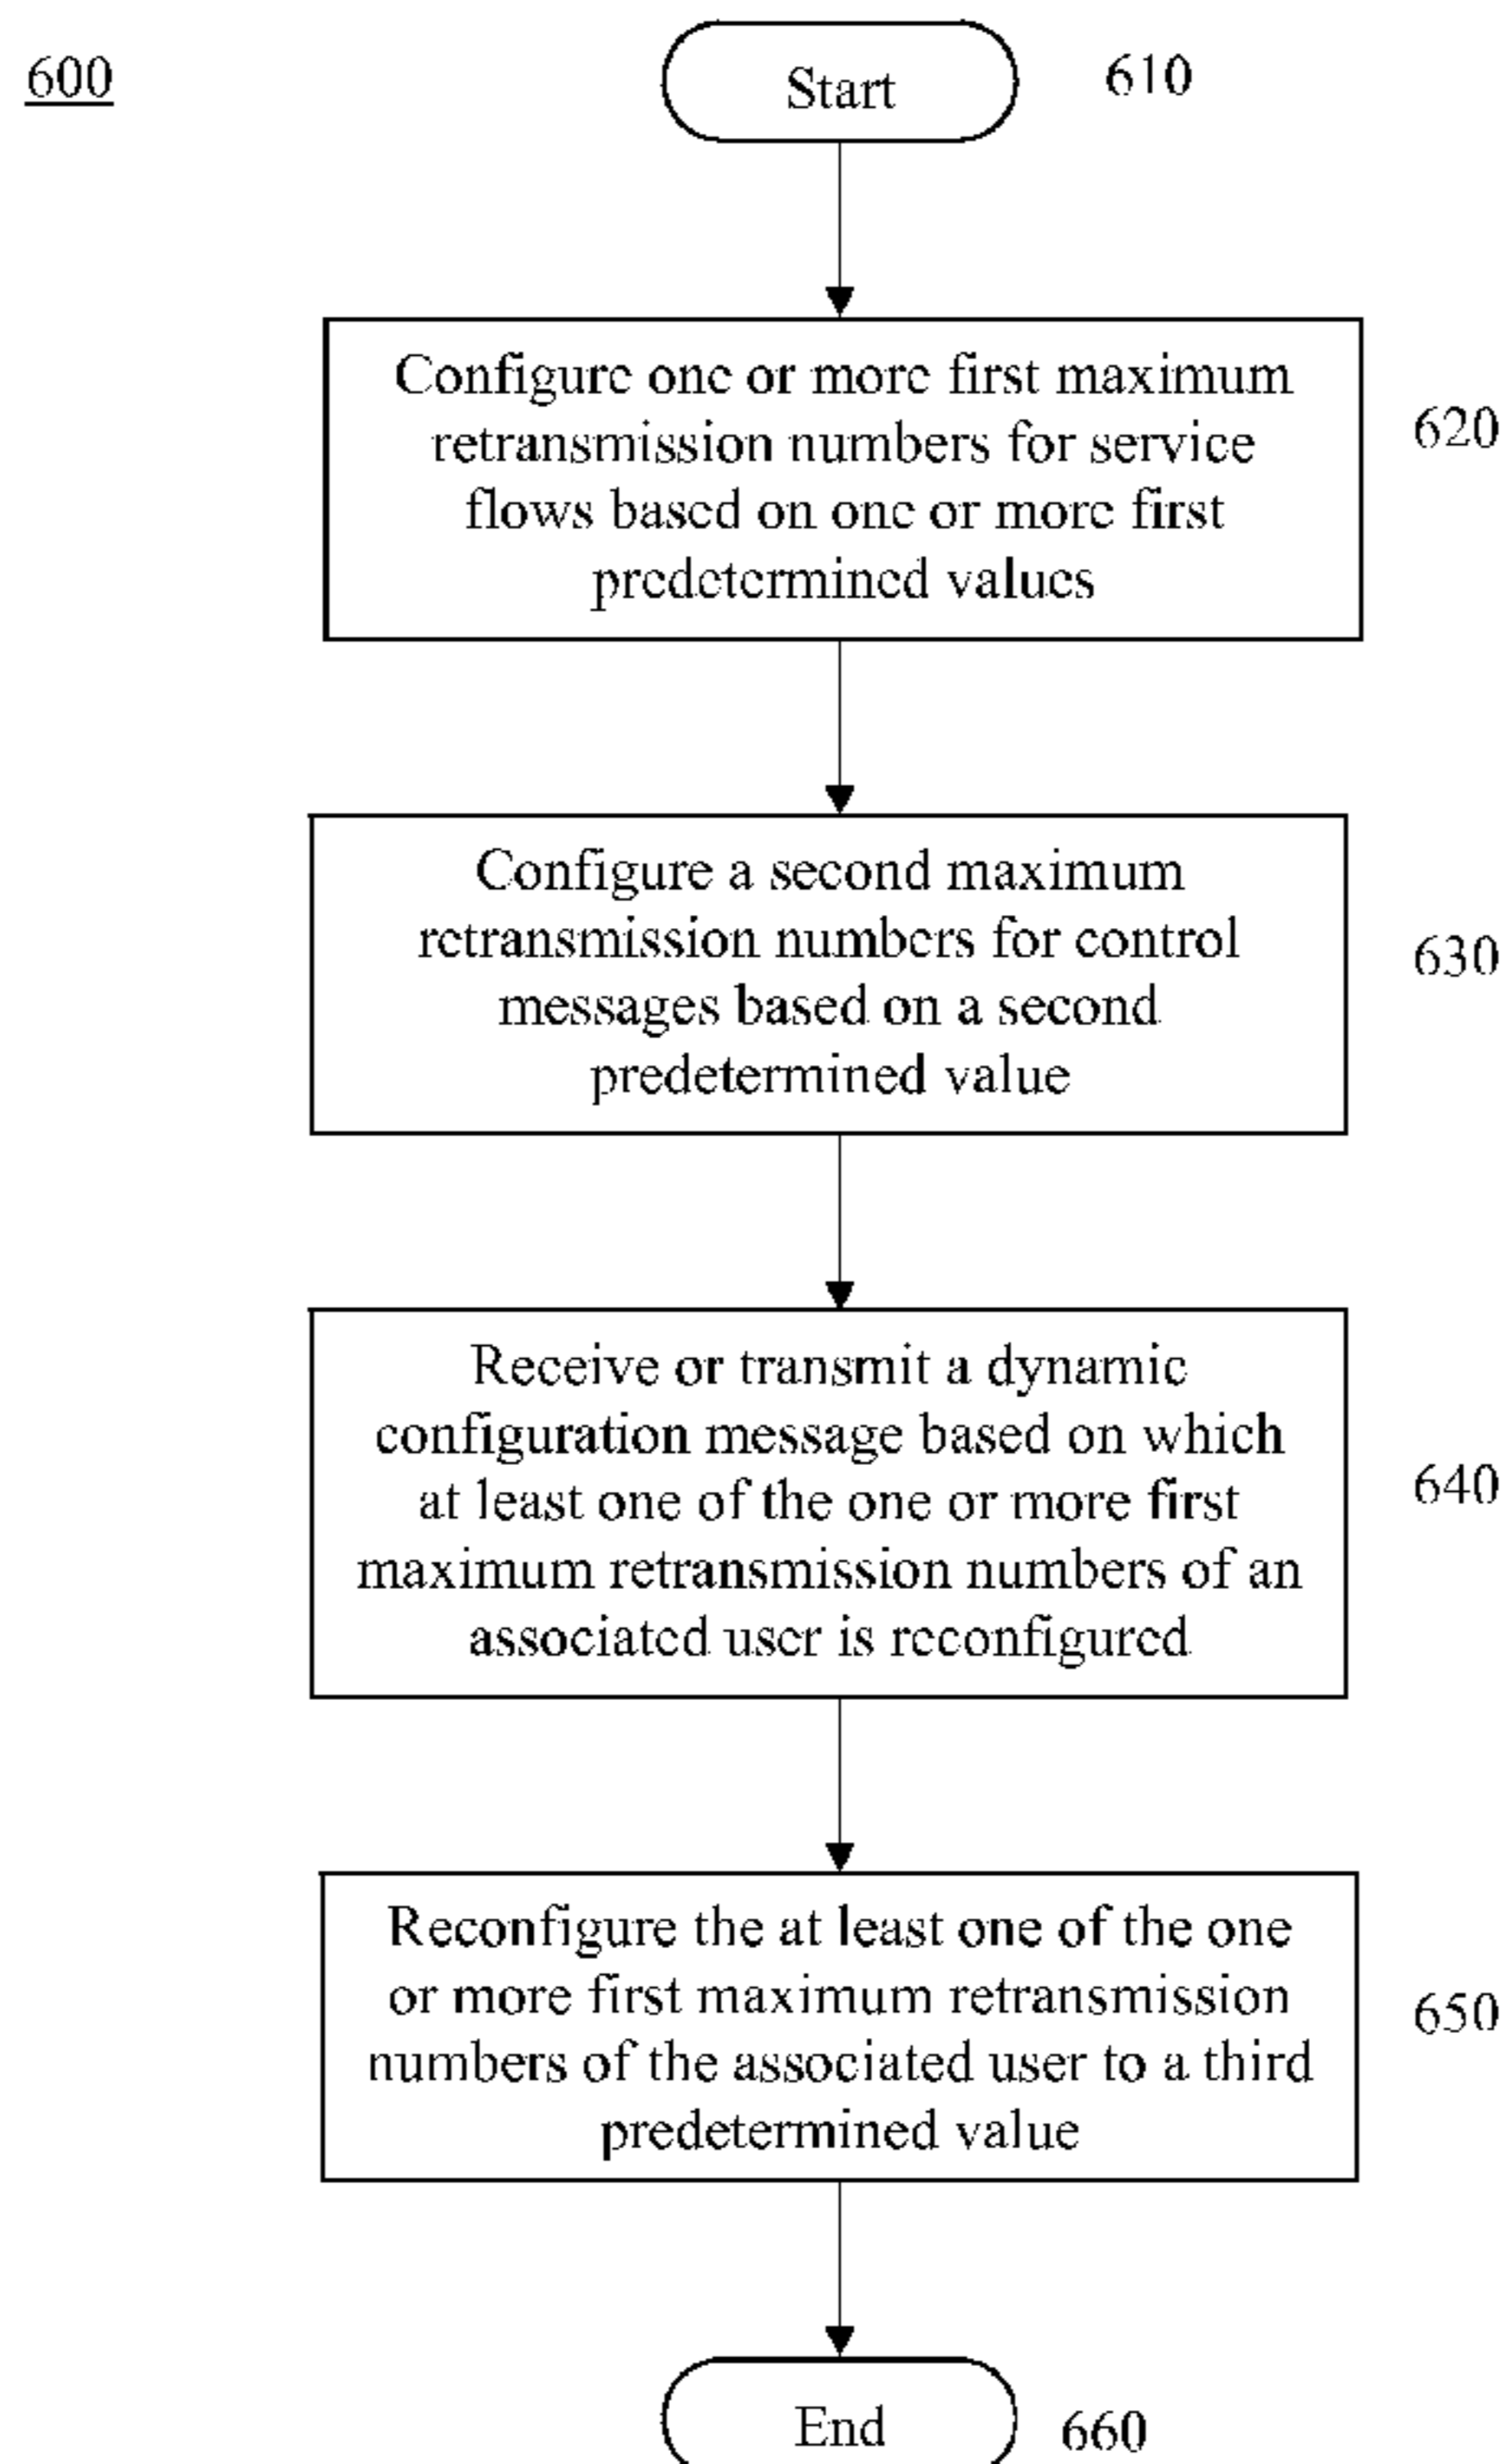 600
Start
610
Configure one or more first maximum
retransmission numbers for service
flows based on one or more first
predetermined values
620
Configure a second maximum
retransmission numbers for control
messages based on a second
predetermined value
630
Receive or transmit a dynamic
configuration message based on which
at least one of the one or more first
maximum retransmission numbers of an
associated user is reconfigured
640
Reconfigure the at least one of the one
or more first maximum retransmission
numbers of the associated user to a third
predetermined value
650
End
660